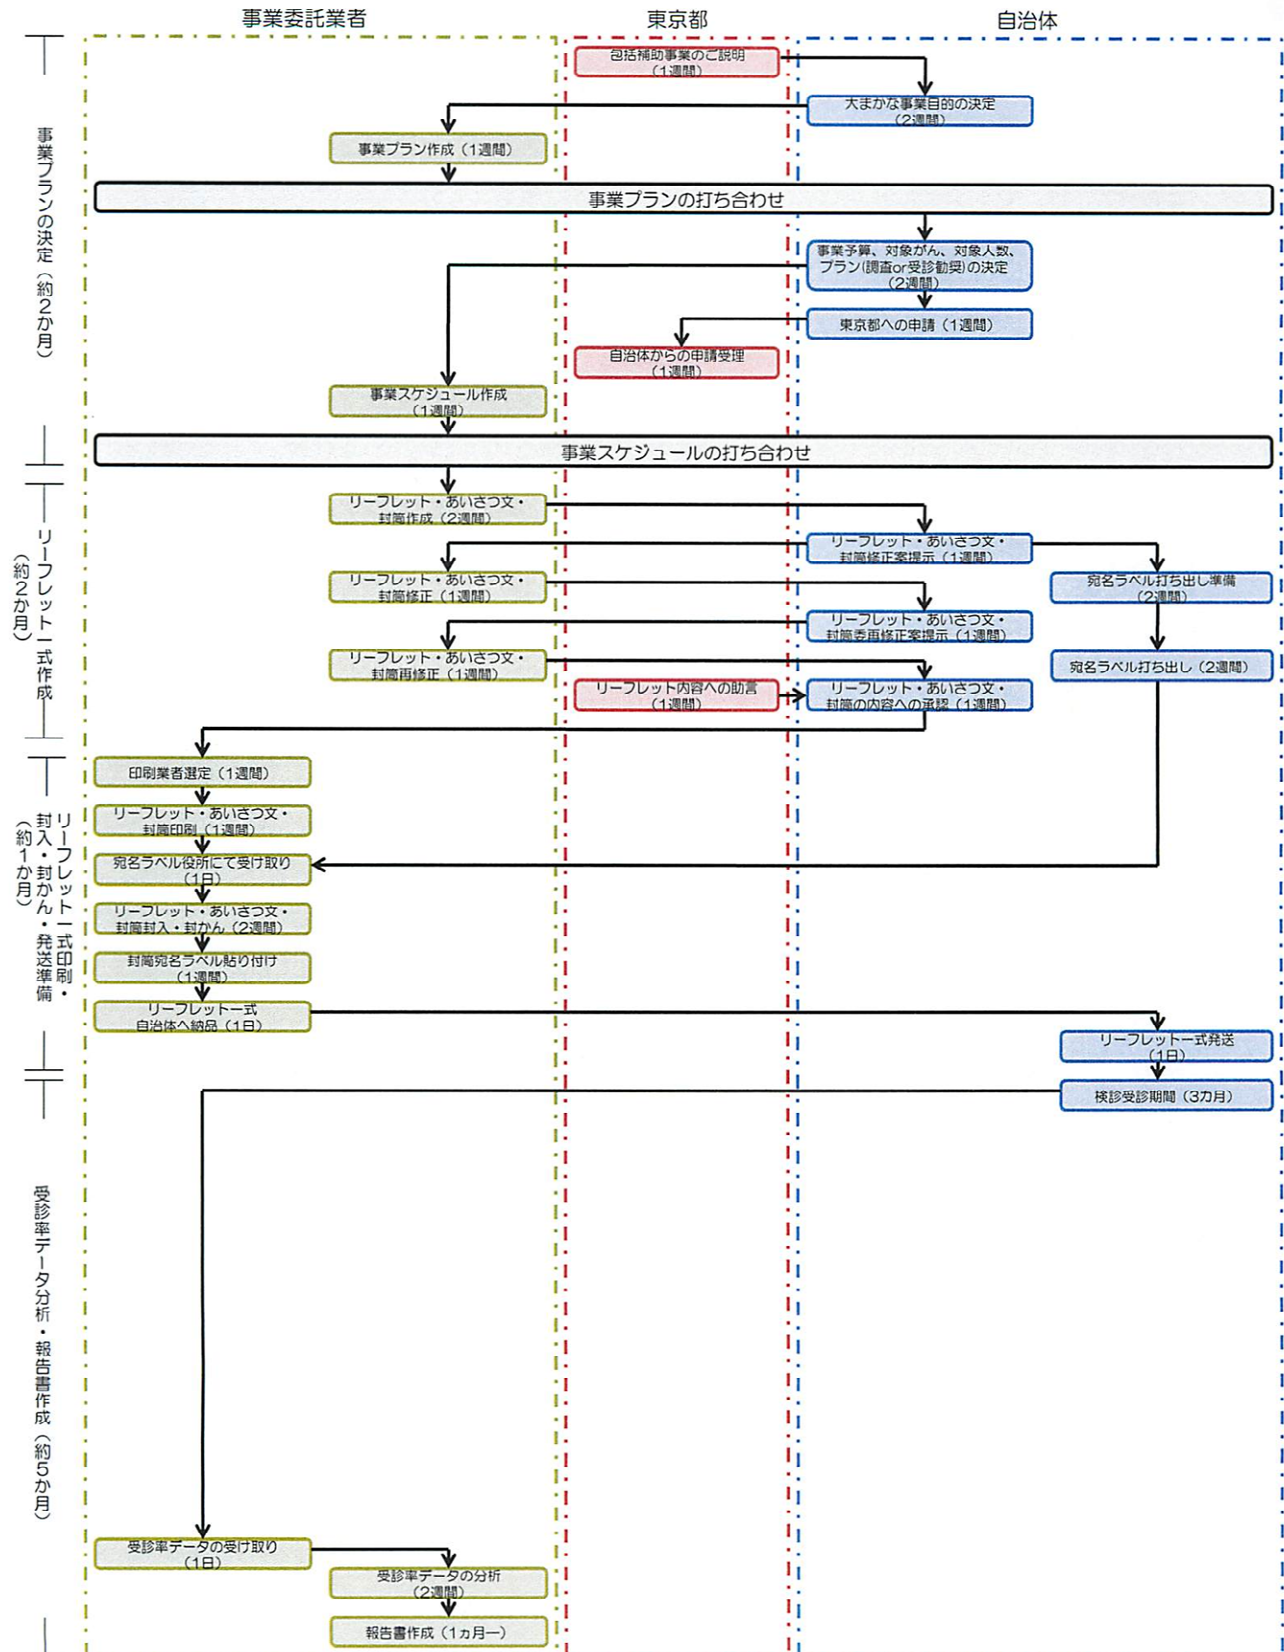 事業委託業者
東京都
自治体
事業プランの決定（約2か月）
包括補助事業のご説明
（1週間）
大まかな事業目的の決定
（2週間）
事業プラン作成（1週間）
事業プランの打ち合わせ
事業予算、対象がん、対象人数、
プラン(調査or受診勧奨)の決定
（2週間）
東京都への申請（1週間）
自治体からの申請受理
（1週間）
事業スケジュール作成
（1週間）
事業スケジュールの打ち合わせ
リーフレット一式作成
（約2か月）
リーフレット・あいさつ文・
封筒作成（2週間）
リーフレット・あいさつ文・
封筒修正案提示（1週間）
リーフレット・あいさつ文・
封筒修正（1週間）
宛名ラベル打ち出し準備
（2週間）
リーフレット・あいさつ文・
封筒委再修正案提示（1週間）
リーフレット・あいさつ文・
封筒再修正（1週間）
宛名ラベル打ち出し（2週間）
リーフレット内容への助言
（1週間）
リーフレット・あいさつ文・
封筒の内容への承認（1週間）
リーフレット一式印刷・
封入・封かん・発送準備
（約1か月）
印刷業者選定（1週間）
リーフレット・あいさつ文・
封筒印刷（1週間）
宛名ラベル役所にて受け取り
（1日）
リーフレット・あいさつ文・
封筒封入・封かん（2週間）
封筒宛名ラベル貼り付け
（1週間）
リーフレット一式
自治体へ納品（1日）
リーフレット一式発送
（1日）
検診受診期間（3カ月）
受診率データ分析・報告書作成（約5か月）
受診率データの受け取り
（1日）
受診率データの分析
（2週間）
報告書作成（1ヵ月―）